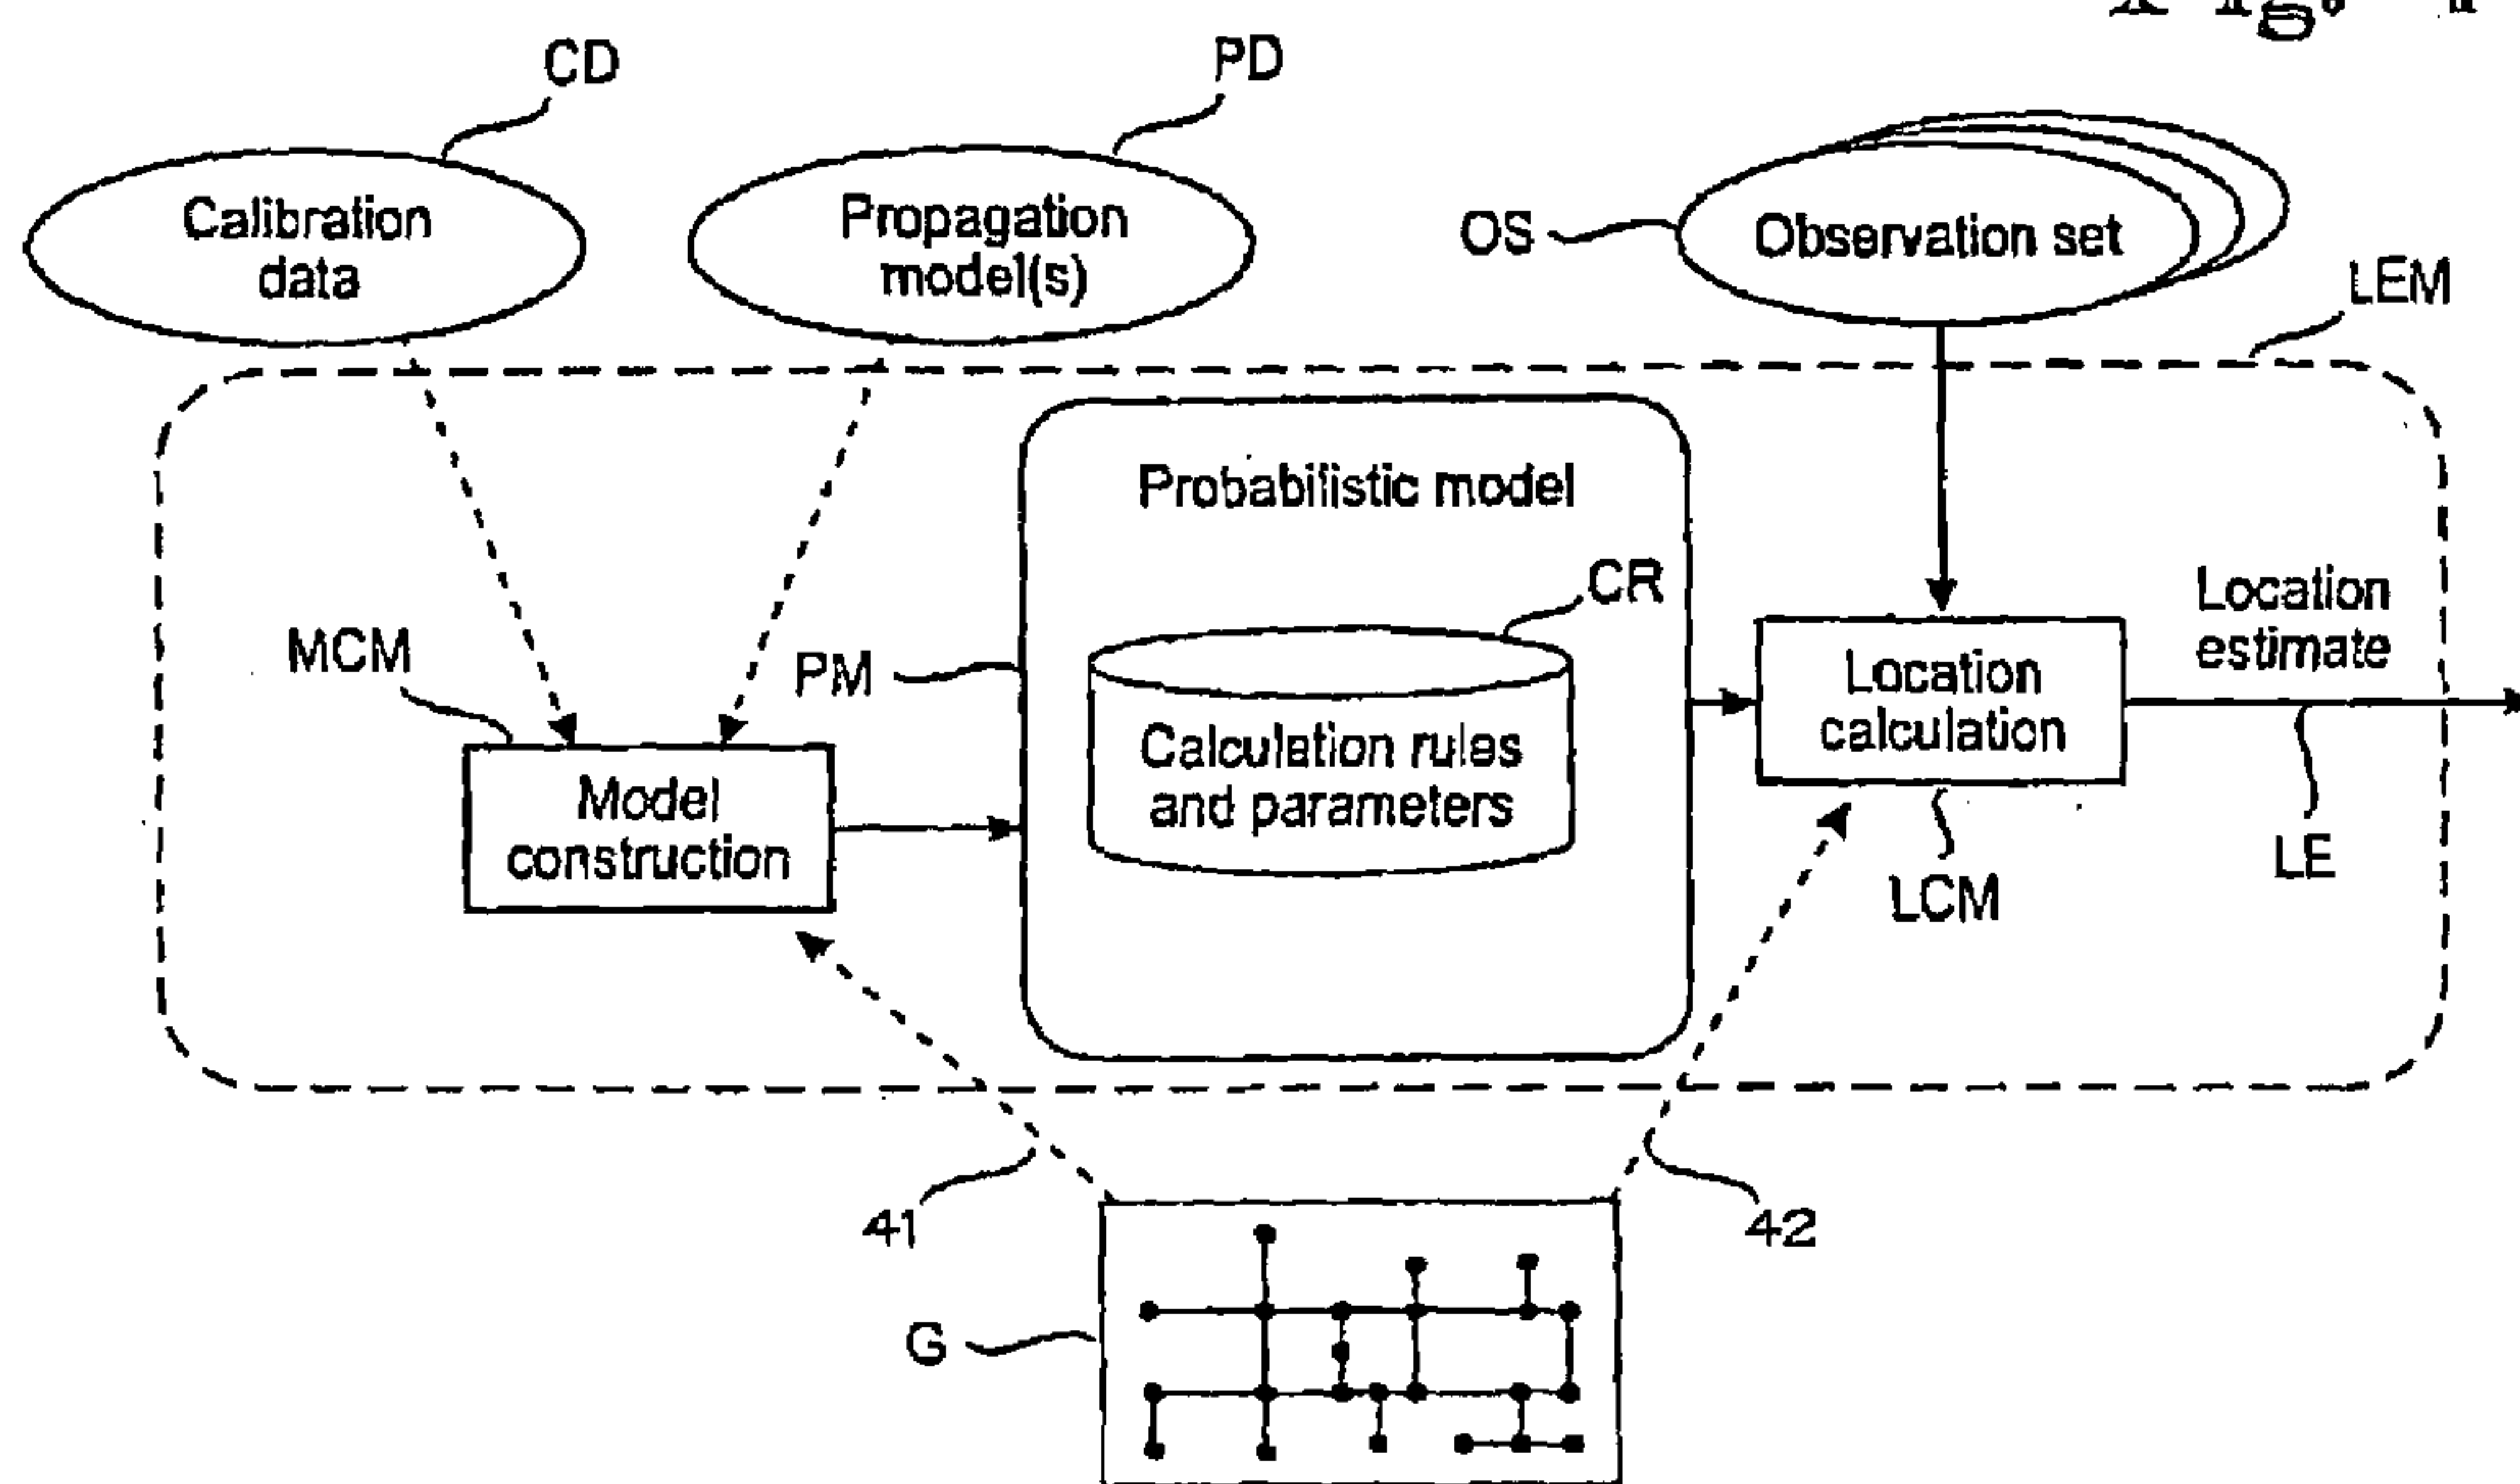 CD
PD
Calibration
data
Propagation
model(s)
OS
Observation set
LEM
Probabilistic model
CR
MCM
PM
Location
estimate
Location
calculation
Calculation rules
and parameters
Model
construction
LE
LCM
41
42
G